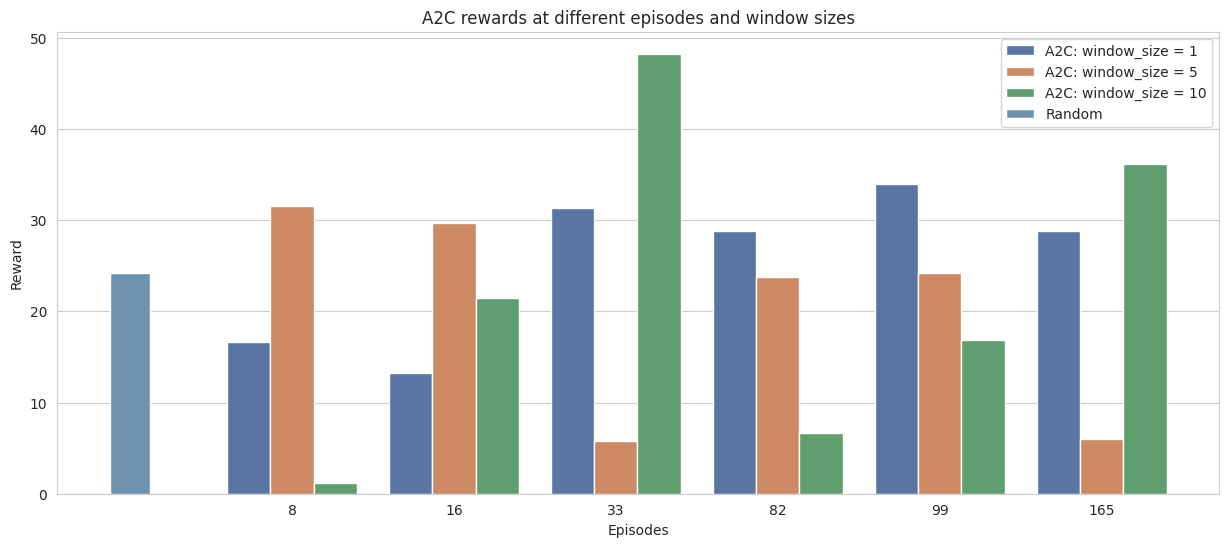 A2C rewards at different episodes and window sizes
A2C: window_size = 1
A2C: window_size = 5
A2C: window_size = 10
Random
Reward
50
40
30
20
10
0
8 16 33 82 99 165
Episodes